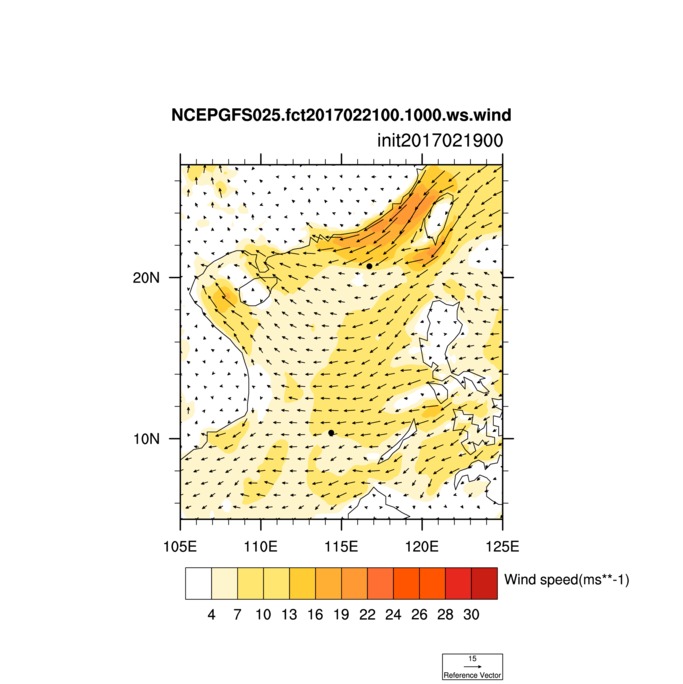 NCEPGFS025.fct2017022100.1000.ws.wind
init2017021900
20N
10N
105E 110E 115E 120E 125E
Wind speed(ms**-1)
4 7 10 13 16 19 22 24 26 28 30
15
Reference Vector